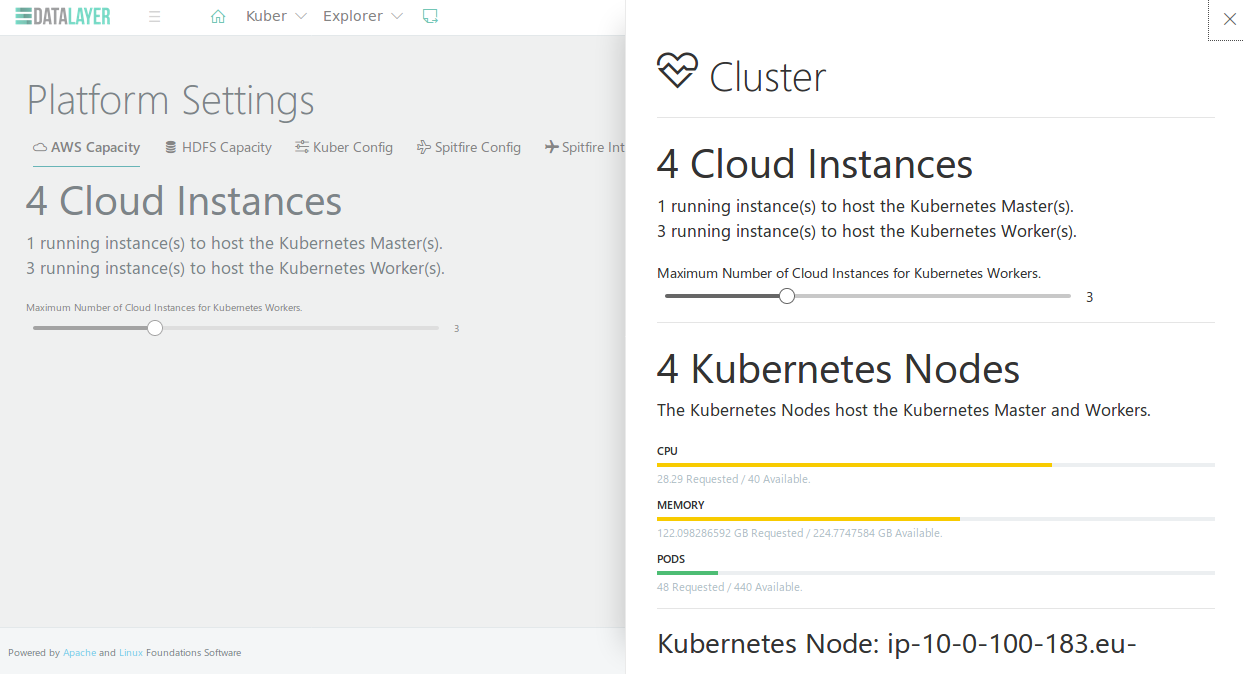 DATALAYER
Kuber
Explorer
Platform Settings
AWS Capacity
HDFS Capacity
Kuber Config
Spitfire Config
Spitfire Int
4 Cloud Instances
1 running instance(s) to host the Kubernetes Master(s).
3 running instance(s) to host the Kubernetes Worker(s).
Maximum Number of Cloud Instances for Kubernetes Workers.
3
Powered by Apache and Linux Foundations Software
Cluster
4 Cloud Instances
1 running instance(s) to host the Kubernetes Master(s).
3 running instance(s) to host the Kubernetes Worker(s).
Maximum Number of Cloud Instances for Kubernetes Workers.
3
4 Kubernetes Nodes
The Kubernetes Nodes host the Kubernetes Master and Workers.
CPU
28.29 Requested / 40 Available.
MEMORY
122.098286592 GB Requested / 224.7747584 GB Available.
PODS
48 Requested / 440 Available.
Kubernetes Node: ip-10-0-100-183.eu-